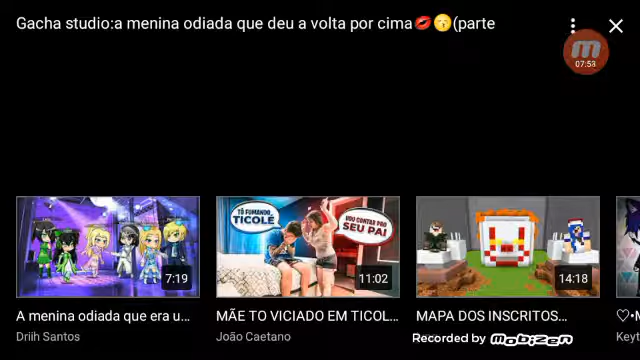 Gacha studio:a menina odiada que deu a volta por cima💋😚(parte
07:53
TÔ FUMANDO TICOLÉ
VOU CONTAR PRO SEU PAI!
7:19
11:02
14:18
A menina odiada que era u...
MÃE TO VICIADO EM TICOL...
MAPA DOS INSCRITOS...
♡•M
Driih Santos
João Caetano
Recorded by MOBIZEN
Keyt